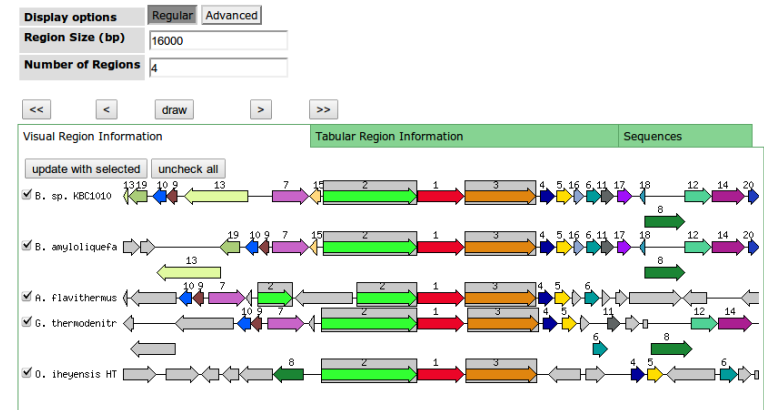 Display options Regular Advanced
Region Size (bp) 16000
Number of Regions 4
<< < draw > >>
Visual Region Information Tabular Region Information Sequences
update with selected uncheck all
13 19 10 9 13 7 15 2 1 3 4 5 16 6 11 17 18 12 14 20
B. sp. KBC1010
8
19 10 9 7 15 2 1 3 4 5 16 6 11 17 18 12 14 20
B. amyloliquefa
13 8
10 9 7 2 2 1 3 4 5 6
A. flavithermus
10 9 7 2 1 3 4 5 11 12 14
G. thermodenitr
6 8
8 2 1 3 4 5 6
O. iheyensis HT